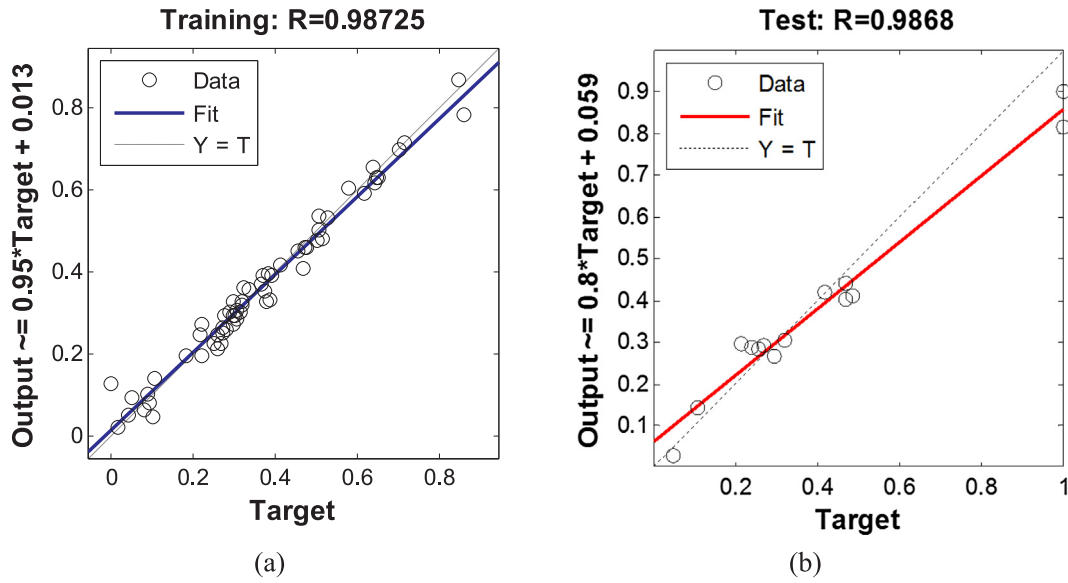 Training: R=0.98725
Output ~= 0.95*Target + 0.013
Data
Fit
Y = T
0.8
0.6
0.4
0.2
0
0
0.2
0.4
0.6
0.8
Target
(a)
Test: R=0.9868
Output ~= 0.8*Target + 0.059
Data
Fit
Y = T
0.9
0.8
0.7
0.6
0.5
0.4
0.3
0.2
0.1
0.2
0.4
0.6
0.8
1
Target
(b)